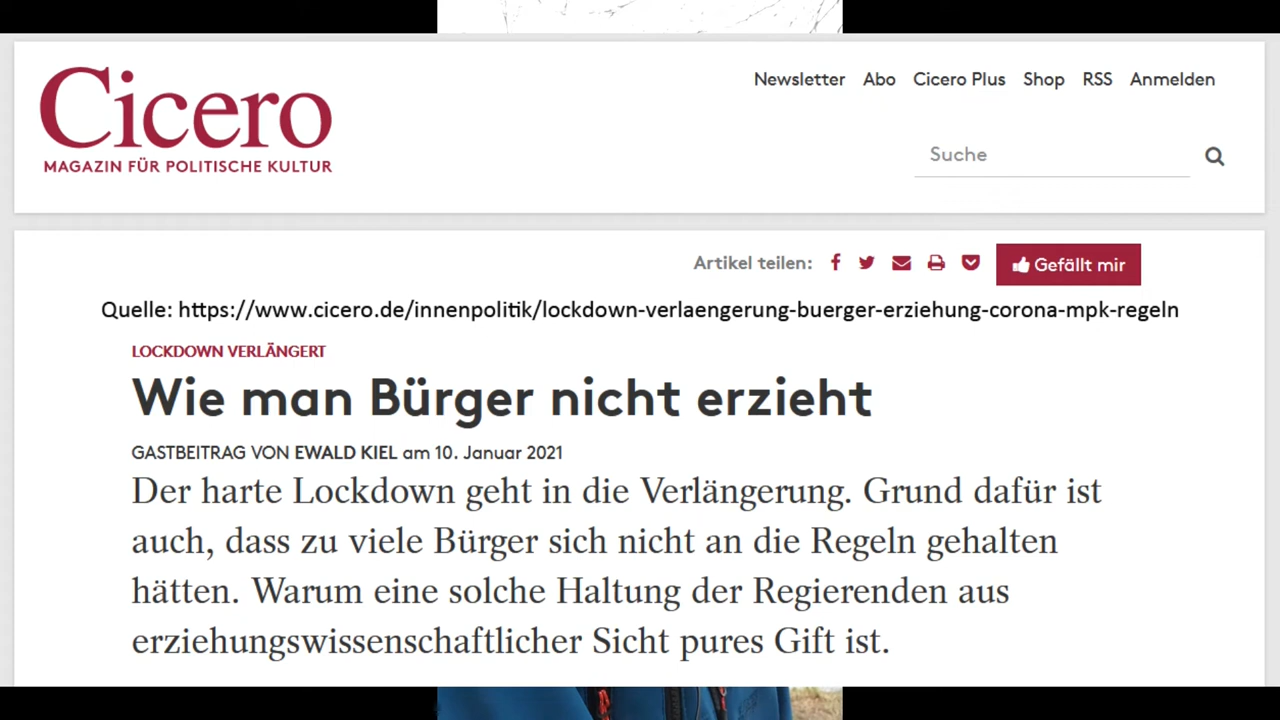 Cicero
MAGAZIN FÜR POLITISCHE KULTUR
Newsletter Abo Cicero Plus Shop RSS Anmelden
Suche
Artikel teilen: Gefällt mir
Quelle: https://www.cicero.de/innenpolitik/lockdown-verlaengerung-buerger-erziehung-corona-mpk-regeln
LOCKDOWN VERLÄNGERT
Wie man Bürger nicht erzieht
GASTBEITRAG VON EWALD KIEL am 10. Januar 2021
Der harte Lockdown geht in die Verlängerung. Grund dafür ist
auch, dass zu viele Bürger sich nicht an die Regeln gehalten
hätten. Warum eine solche Haltung der Regierenden aus
erziehungswissenschaftlicher Sicht pures Gift ist.